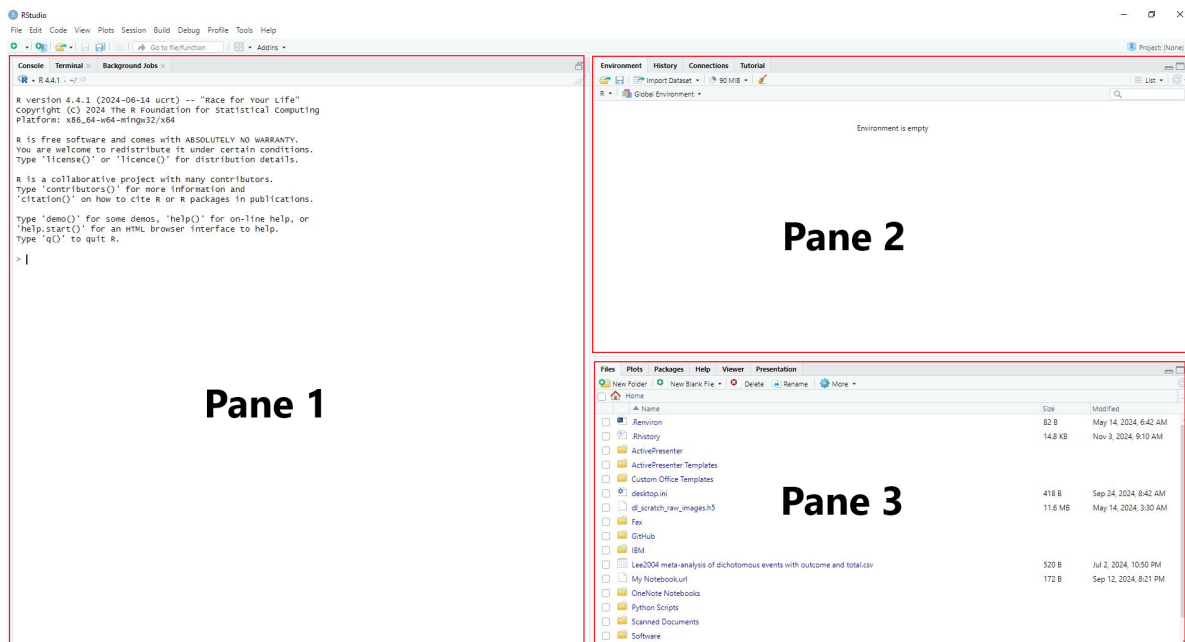 RStudio
File Edit Code View Plots Session Build Debug Profile Tools Help
Go to file/function Addins
Project: (None)
Console Terminal Background Jobs
R 4.4.1 · ~/
R version 4.4.1 (2024-06-14 ucrt) -- "Race for Your Life"
Copyright (C) 2024 The R Foundation for Statistical Computing
Platform: x86_64-w64-mingw32/x64
R is free software and comes with ABSOLUTELY NO WARRANTY.
You are welcome to redistribute it under certain conditions.
Type 'license()' or 'licence()' for distribution details.
R is a collaborative project with many contributors.
Type 'contributors()' for more information and
'citation()' on how to cite R or R packages in publications.
Type 'demo()' for some demos, 'help()' for on-line help, or
'help.start()' for an HTML browser interface to help.
Type 'q()' to quit R.
>
Pane 1
Environment History Connections Tutorial
Import Dataset 90 MiB List
R Global Environment
Environment is empty
Pane 2
Files Plots Packages Help Viewer Presentation
New Folder New Blank File Delete Rename More
Home
Name Size Modified
.Renviron 82 B May 14, 2024, 6:42 AM
.Rhistory 14.8 KB Nov 3, 2024, 9:10 AM
ActivePresenter
ActivePresenter Templates
Custom Office Templates
desktop.ini 418 B Sep 24, 2024, 8:42 AM
dl_scratch_raw_images.h5 11.6 MB May 14, 2024, 3:30 AM
Fax
GitHub
IBM
Lee2004 meta-analysis of dichotomous events with outcome and total.csv 520 B Jul 2, 2024, 10:50 PM
My Notebook.url 172 B Sep 12, 2024, 8:21 PM
OneNote Notebooks
Python Scripts
Scanned Documents
Software
Pane 3